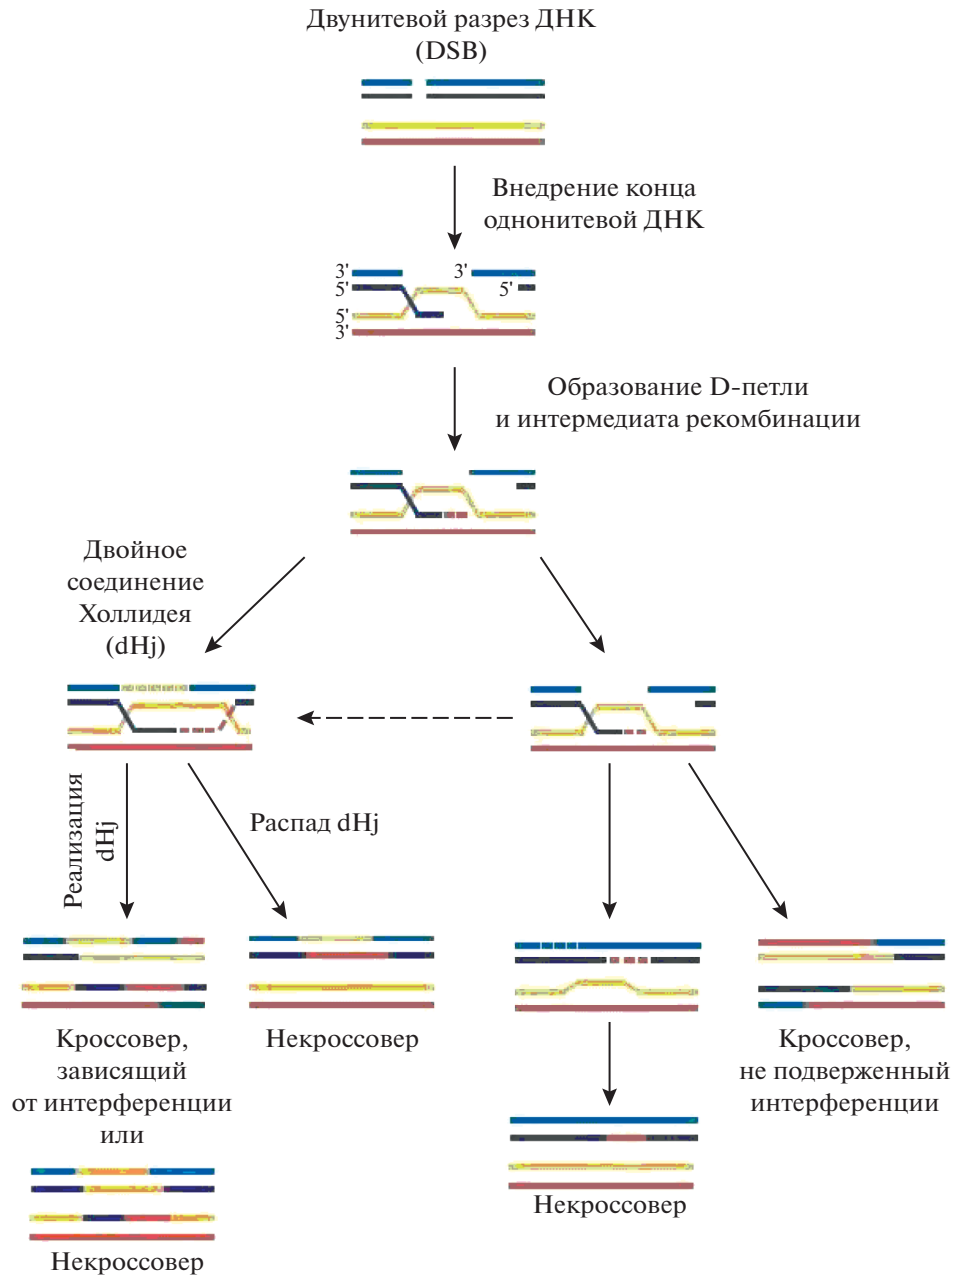 Двунитевой разрез ДНК
(DSB)
Внедрение конца
однонитевой ДНК
3'
3'
5'
5'
5'
3'
Образование D-петли
и интермедиата рекомбинации
Двойное
соединение
Холлидея
(dHj)
Реализация
dHj
Распад dHj
Кроссовер,
зависящий
от интерференции
или
Некроссовер
Некроссовер
Некроссовер
Кроссовер,
не подверженный
интерференции